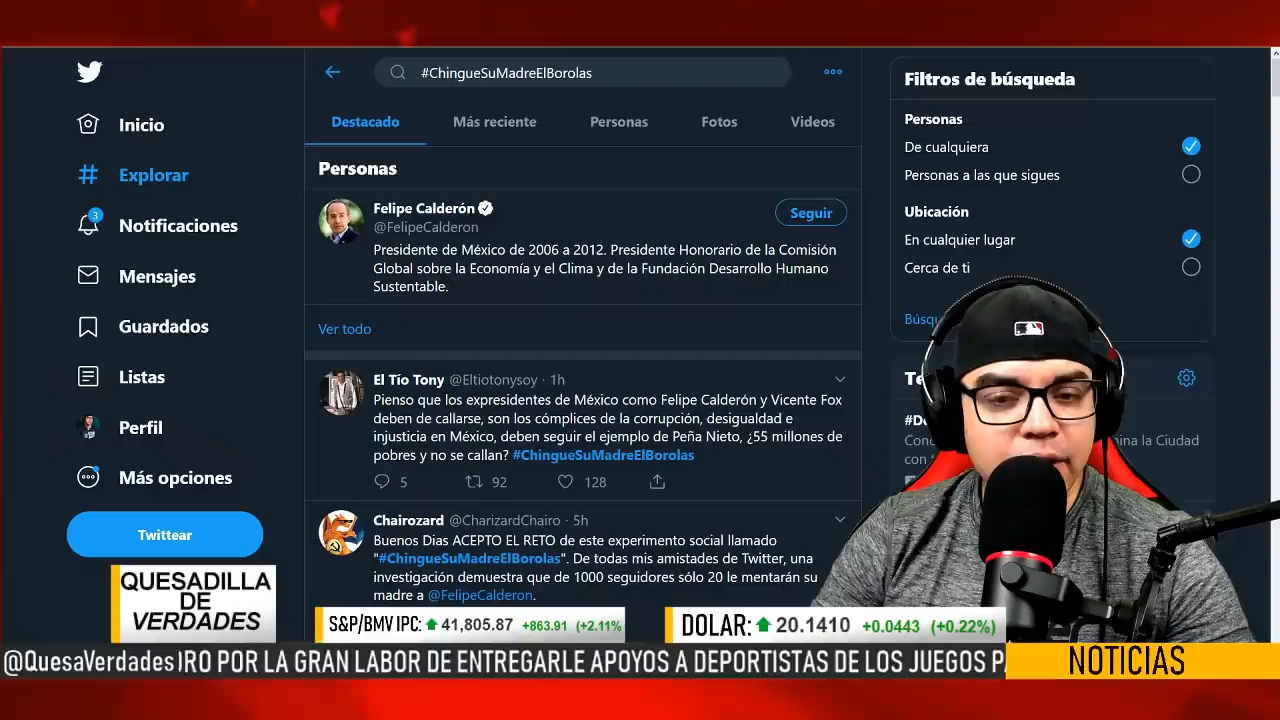 Inicio
Explorar
3
Notificaciones
Mensajes
Guardados
Listas
Perfil
Más opciones
Twittear
#ChingueSuMadreElBorolas
Destacado
Más reciente
Personas
Fotos
Videos
Personas
Felipe Calderón
@FelipeCalderon
Seguir
Presidente de México de 2006 a 2012. Presidente Honorario de la Comisión
Global sobre la Economía y el Clima y de la Fundación Desarrollo Humano
Sustentable.
Ver todo
El Tío Tony @Eltiotonysoy · 1h
Pienso que los expresidentes de México como Felipe Calderón y Vicente Fox
deben de callarse, son los cómplices de la corrupción, desigualdad e
injusticia en México, deben seguir el ejemplo de Peña Nieto, ¿55 millones de
pobres y no se callan? #ChingueSuMadreElBorolas
5 92 128
Chairozard @CharizardChairo · 5h
Buenos Dias ACEPTO EL RETO de este experimento social llamado
"#ChingueSuMadreElBorolas". De todas mis amistades de Twitter, una
investigación demuestra que de 1000 seguidores sólo 20 le mentarán su
madre a @FelipeCalderon.
Filtros de búsqueda
Personas
De cualquiera
Personas a las que sigues
Ubicación
En cualquier lugar
Cerca de ti
la Ciudad
QUESADILLA
DE
VERDADES
S&P/BMV IPC: 41,805.87 +863.91 (+2.11%)
DOLAR: 20.1410 +0.0443 (+0.22%)
@QuesaVerdades POR LA GRAN LABOR DE ENTREGARLE APOYOS A DEPORTISTAS DE LOS JUEGOS
NOTICIAS